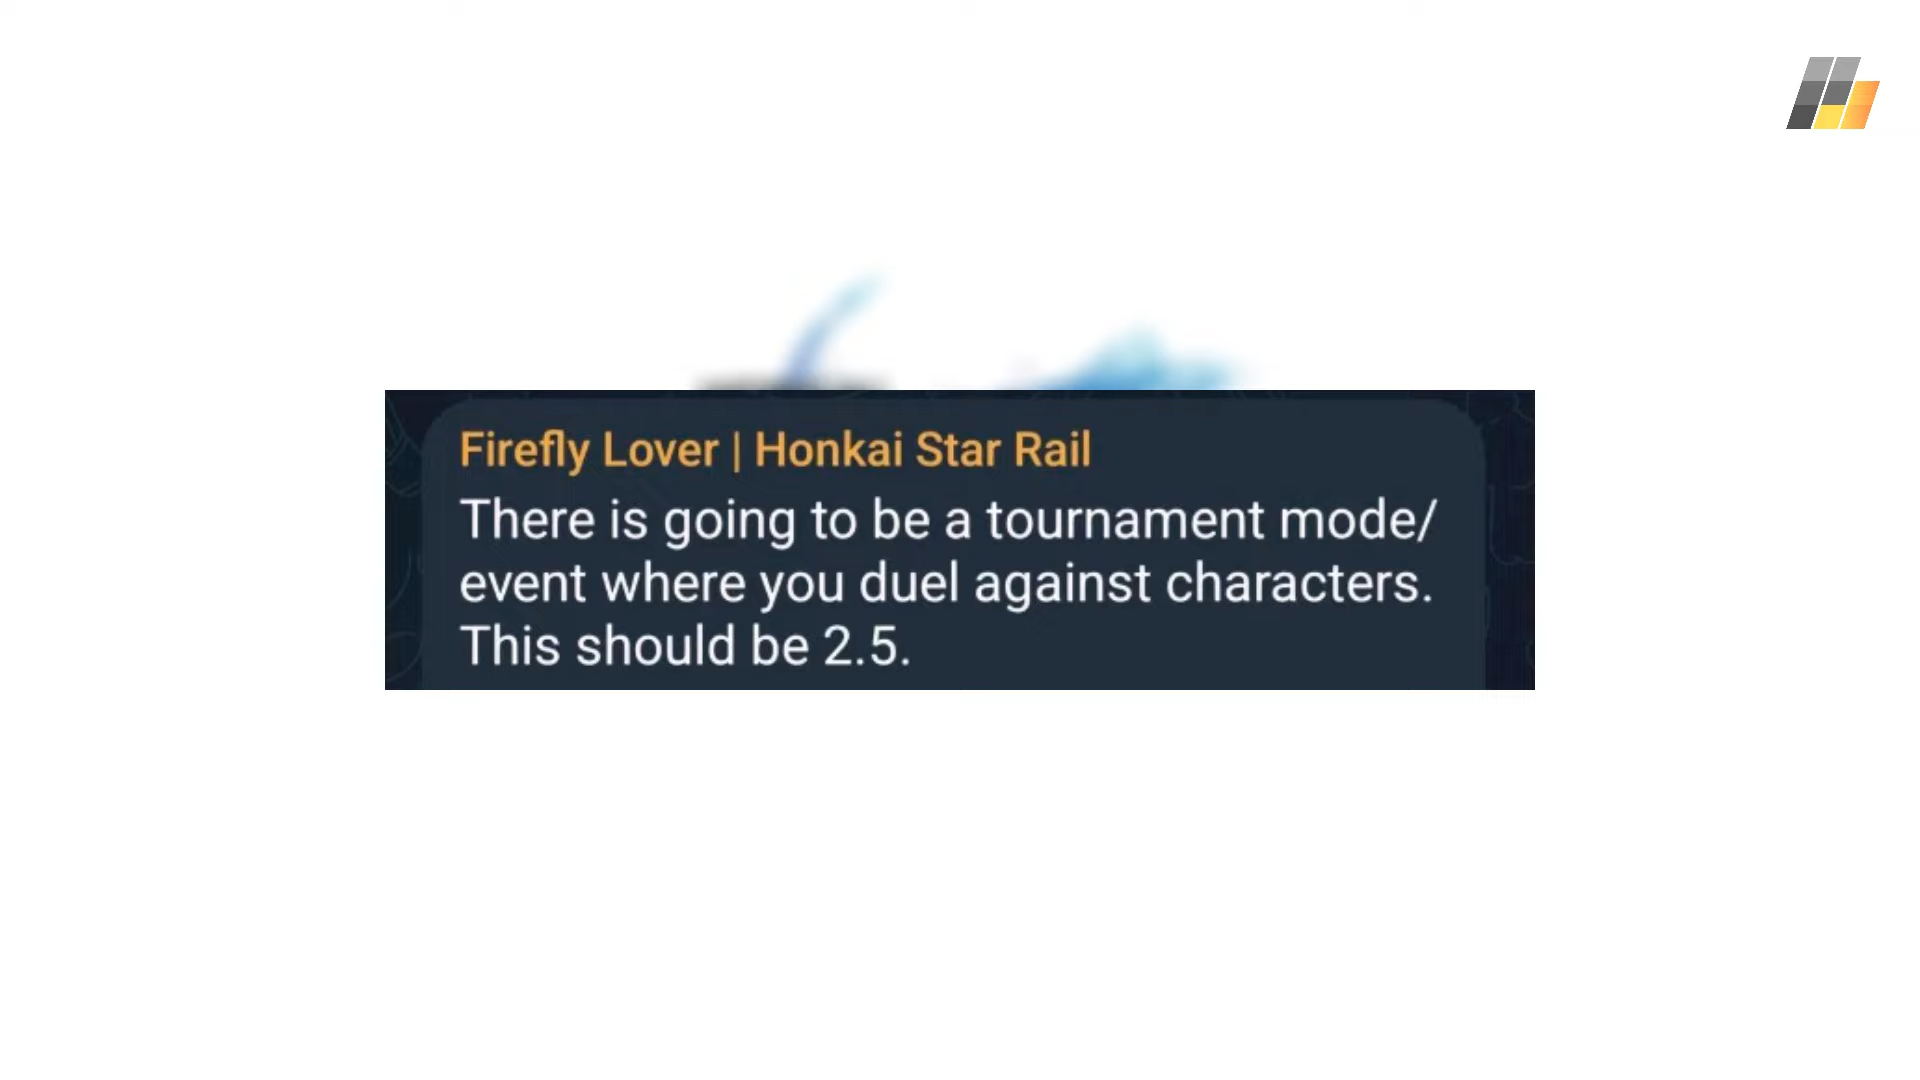 Firefly Lover | Honkai Star Rail
There is going to be a tournament mode/
event where you duel against characters.
This should be 2.5.